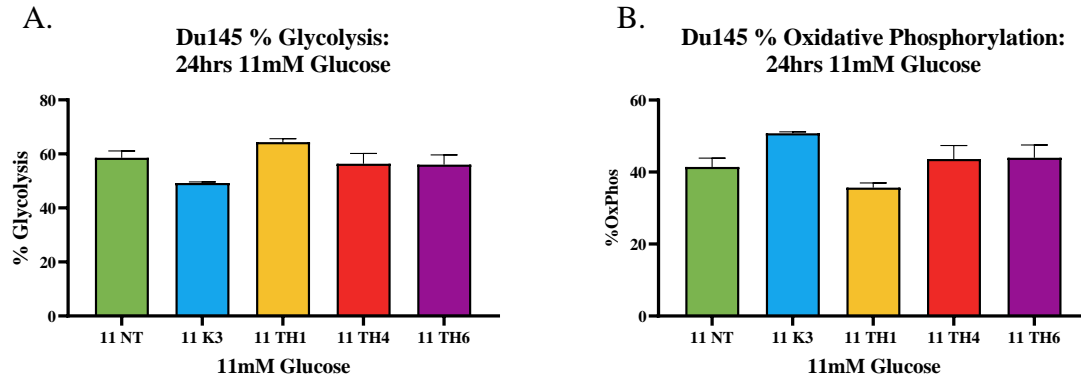 A.
Du145 % Glycolysis:
24hrs 11mM Glucose
% Glycolysis
80
60
40
20
0
11 NT 11 K3 11 TH1 11 TH4 11 TH6
11mM Glucose
B.
Du145 % Oxidative Phosphorylation:
24hrs 11mM Glucose
%OxPhos
60
40
20
0
11 NT 11 K3 11 TH1 11 TH4 11 TH6
11mM Glucose